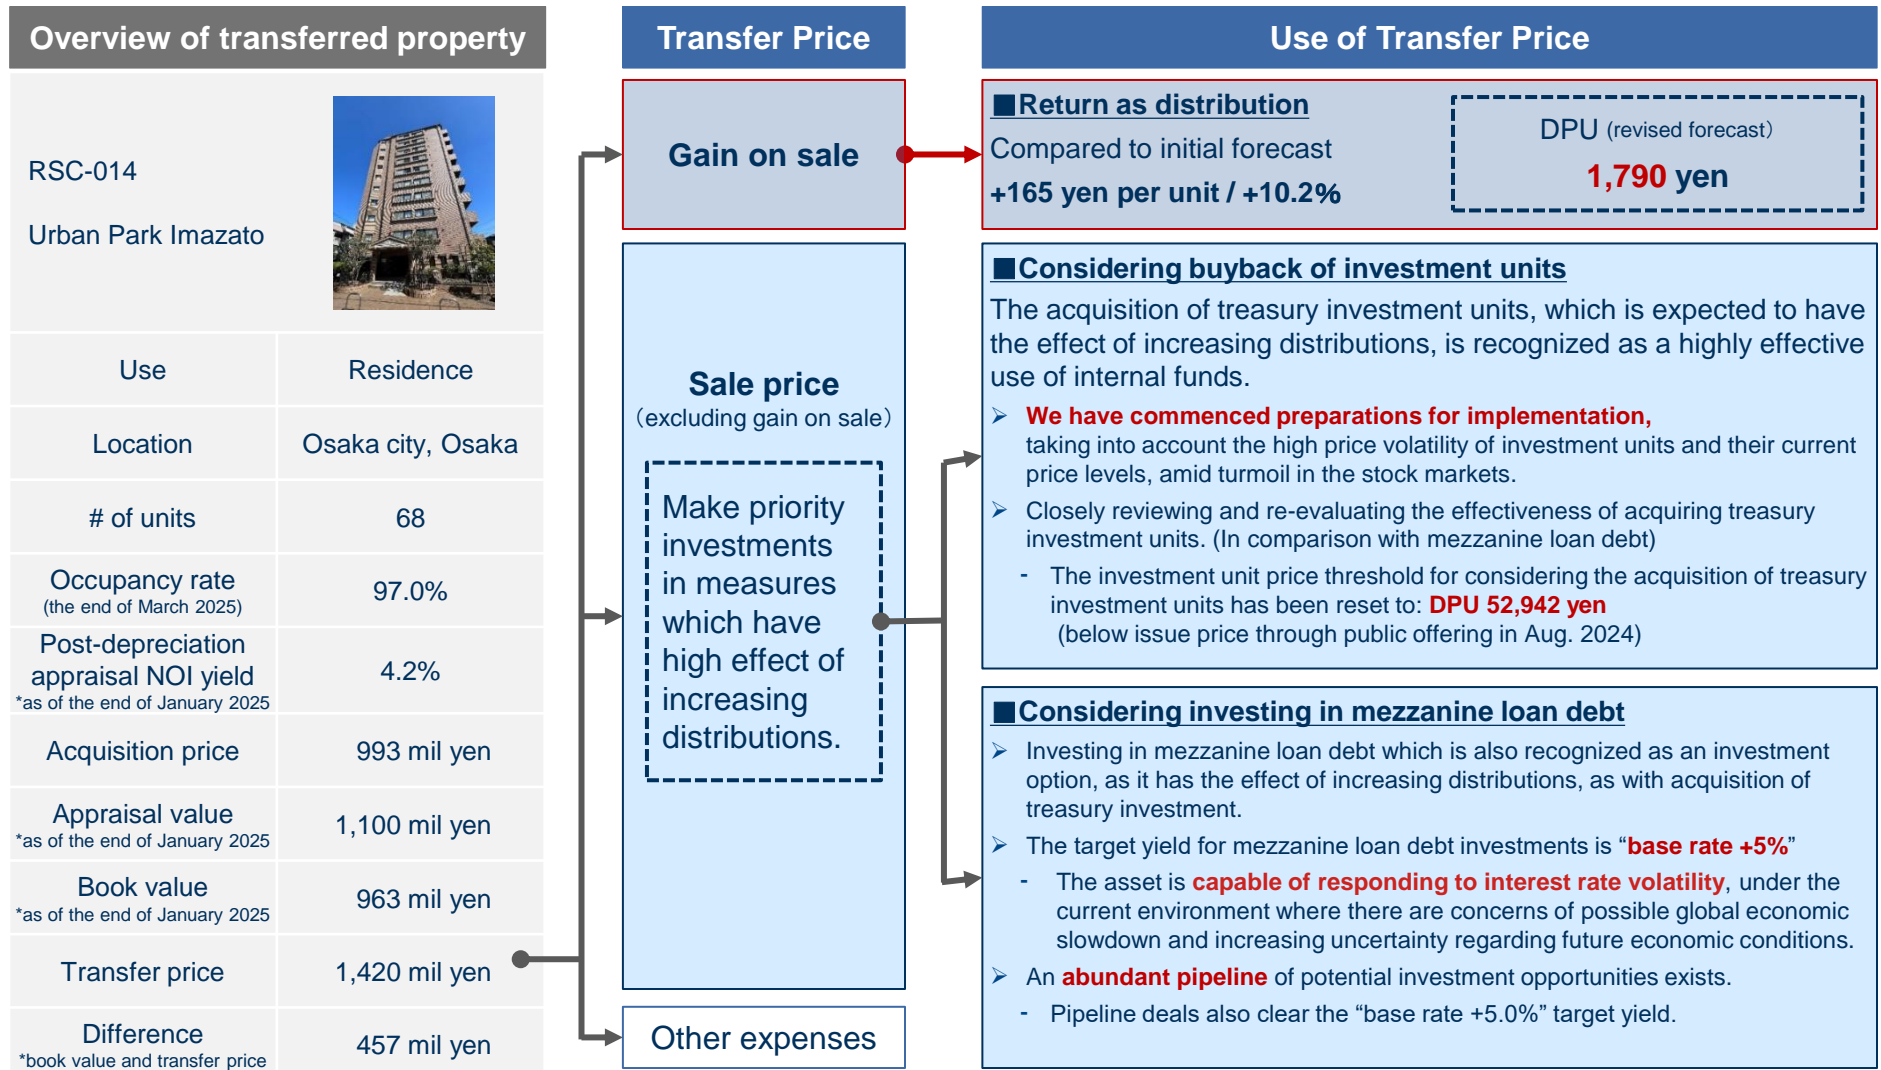 Overview of transferred property
RSC-014
Urban Park Imazato
Use
Residence
Location
Osaka city, Osaka
# of units
68
Occupancy rate
(the end of March 2025)
97.0%
Post-depreciation
appraisal NOI yield
*as of the end of January 2025
4.2%
Acquisition price
993 mil yen
Appraisal value
*as of the end of January 2025
1,100 mil yen
Book value
*as of the end of January 2025
963 mil yen
Transfer price
1,420 mil yen
Difference
*book value and transfer price
457 mil yen
Transfer Price
Gain on sale
Sale price
（excluding gain on sale）
Make priority
investments
in measures
which have
high effect of
increasing
distributions.
Other expenses
Use of Transfer Price
■Return as distribution
Compared to initial forecast
+165 yen per unit / +10.2%
DPU (revised forecast）
1,790 yen
■Considering buyback of investment units
The acquisition of treasury investment units, which is expected to have
the effect of increasing distributions, is recognized as a highly effective
use of internal funds.
➢ We have commenced preparations for implementation,
taking into account the high price volatility of investment units and their current
price levels, amid turmoil in the stock markets.
➢ Closely reviewing and re-evaluating the effectiveness of acquiring treasury
investment units. (In comparison with mezzanine loan debt)
- The investment unit price threshold for considering the acquisition of treasury
investment units has been reset to: DPU 52,942 yen
(below issue price through public offering in Aug. 2024)
■Considering investing in mezzanine loan debt
➢ Investing in mezzanine loan debt which is also recognized as an investment
option, as it has the effect of increasing distributions, as with acquisition of
treasury investment.
➢ The target yield for mezzanine loan debt investments is “base rate +5%”
- The asset is capable of responding to interest rate volatility, under the
current environment where there are concerns of possible global economic
slowdown and increasing uncertainty regarding future economic conditions.
➢ An abundant pipeline of potential investment opportunities exists.
- Pipeline deals also clear the “base rate +5.0%” target yield.